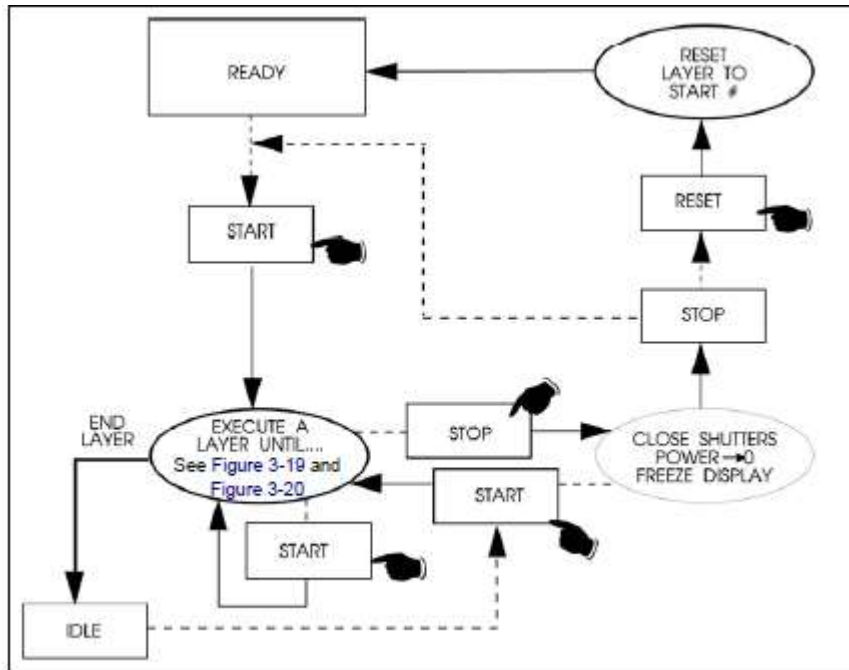 READY
RESET
LAYER TO
START #
START
RESET
STOP
END
LAYER
EXECUTE A
LAYER UNTIL....
See Figure 3-19 and
Figure 3-20
STOP
CLOSE SHUTTERS
POWER→0
FREEZE DISPLAY
START
START
IDLE